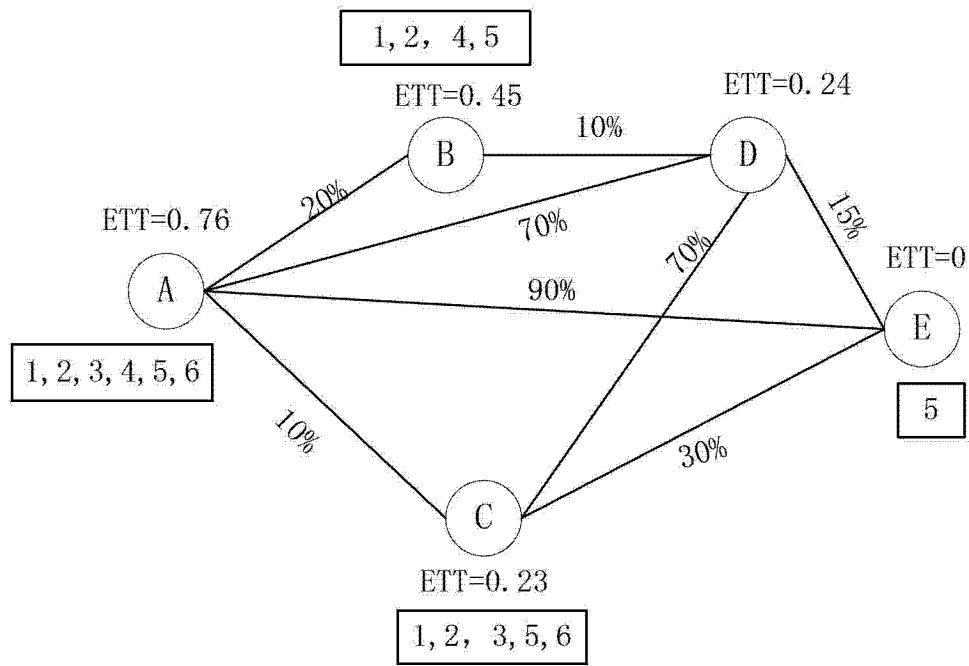 1,2, 4,5
ETT=0.45
ETT=0.24
B
10%
D
20%
ETT=0.76
70%
70%
15%
ETT=0
A
90%
E
1,2,3,4,5,6
5
10%
30%
C
ETT=0.23
1,2, 3,5,6